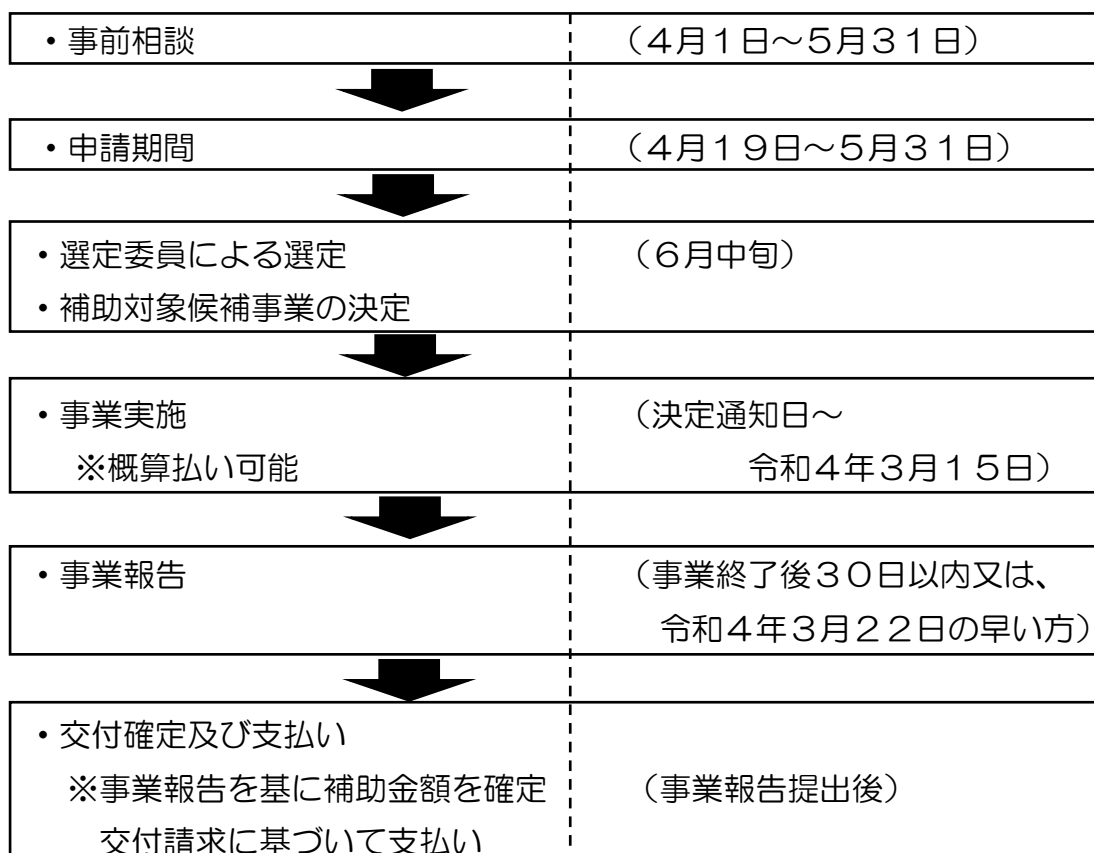 ・事前相談 （４月１日～５月３１日）
・申請期間 （４月１９日～５月３１日）
・選定委員による選定 （６月中旬）
・補助対象候補事業の決定
・事業実施 （決定通知日～
※概算払い可能 令和４年３月１５日）
・事業報告 （事業終了後３０日以内又は、
令和４年３月２２日の早い方）
・交付確定及び支払い
※事業報告を基に補助金額を確定 （事業報告提出後）
交付請求に基づいて支払い